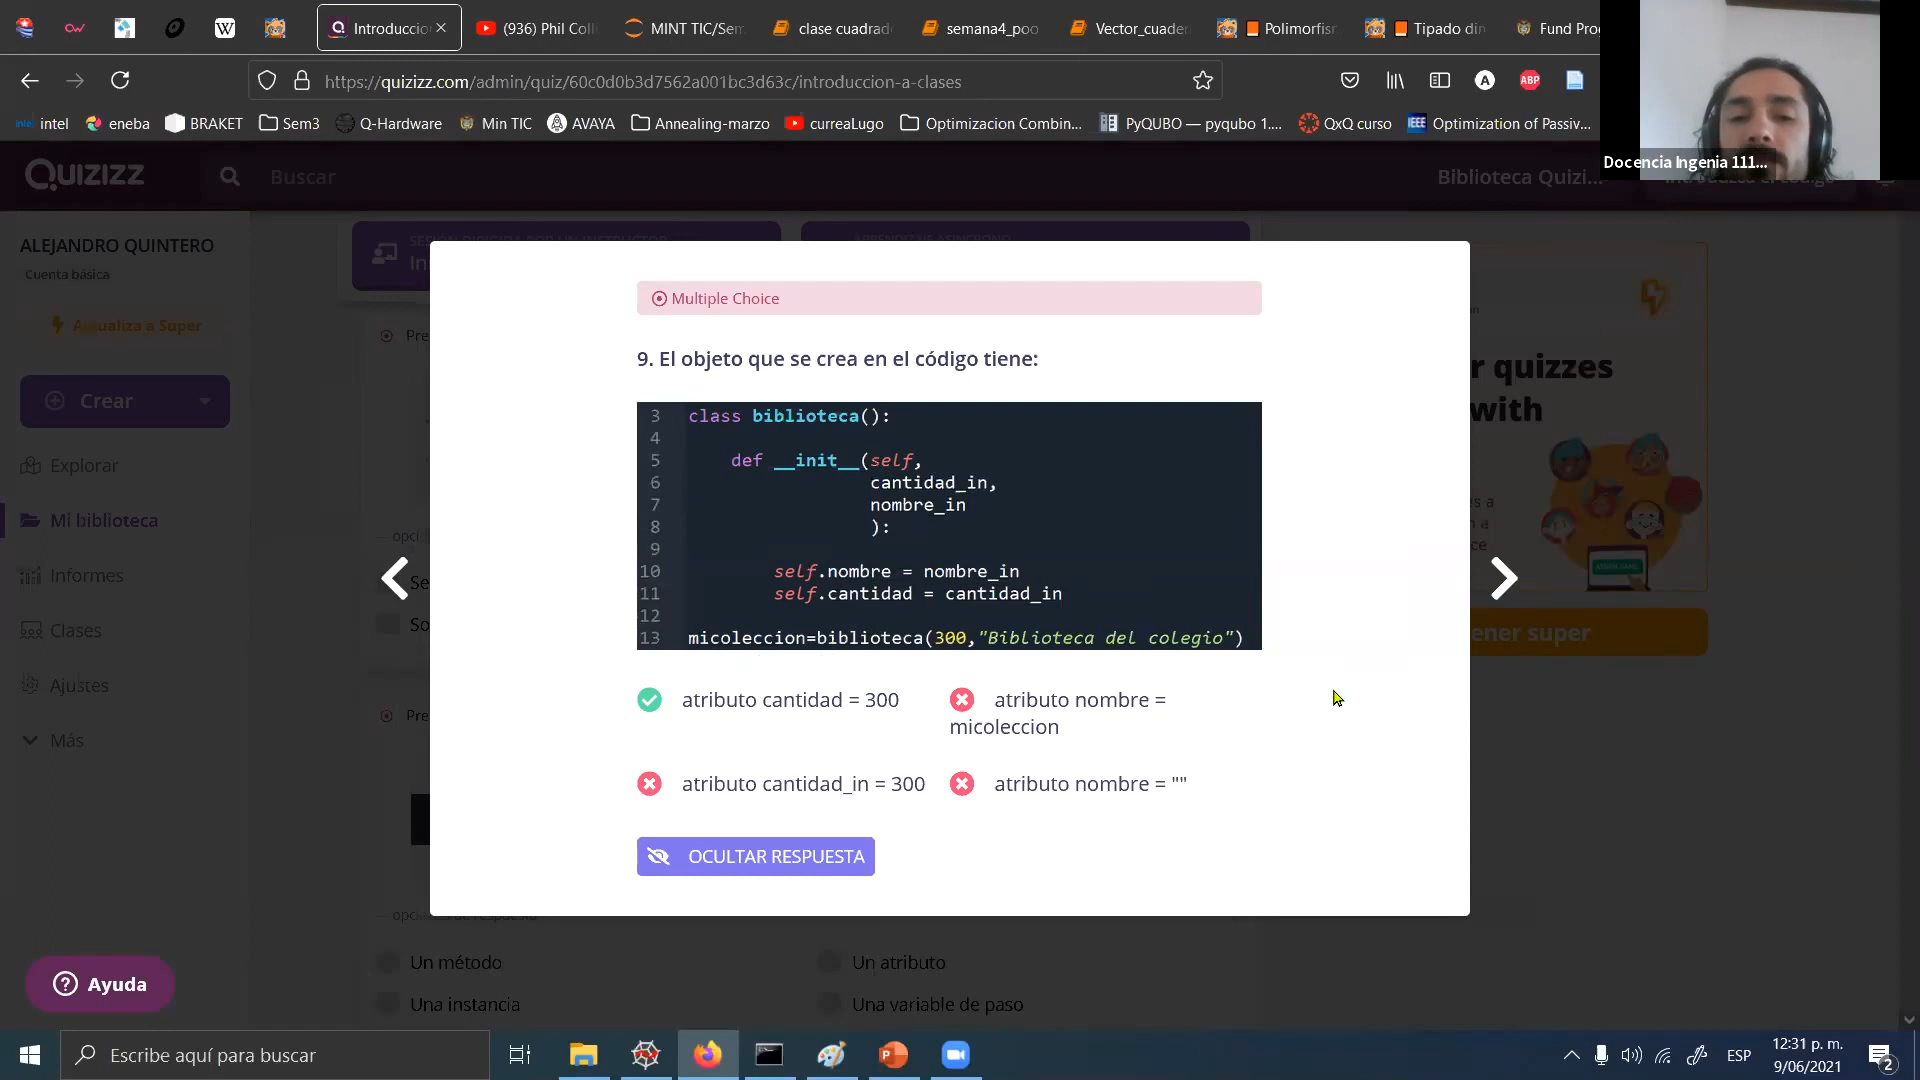 Introduccio
(936) Phil Coll
MINT TIC/Sem
clase cuadrad
semana4_poo
Vector_cuader
Polimorfism
Tipado din
Fund Pro
https://quizizz.com/admin/quiz/60c0d0b3d7562a001bc3d63c/introduccion-a-clases
intel
eneba
BRAKET
Sem3
Q-Hardware
Min TIC
AVAYA
Annealing-marzo
curreaLugo
Optimizacion Combin...
PyQUBO — pyqubo 1....
QxQ curso
Optimization of Passiv...
Docencia Ingenia 111...
Quizizz
Buscar
Biblioteca Quizi...
ALEJANDRO QUINTERO
Cuenta básica
Actualiza a Super
Crear
Explorar
Mi biblioteca
Informes
Clases
Ajustes
Más
Ayuda
Multiple Choice
9. El objeto que se crea en el código tiene:
3 class biblioteca():
4
5 def __init__(self,
6 cantidad_in,
7 nombre_in
8 ):
9
10 self.nombre = nombre_in
11 self.cantidad = cantidad_in
12
13 micoleccion=biblioteca(300,"Biblioteca del colegio")
atributo cantidad = 300
atributo nombre =
micoleccion
atributo cantidad_in = 300
atributo nombre = ""
OCULTAR RESPUESTA
r quizzes
with
ener super
Un método
Un atributo
Una instancia
Una variable de paso
Escribe aquí para buscar
ESP
12:31 p. m.
9/06/2021
2